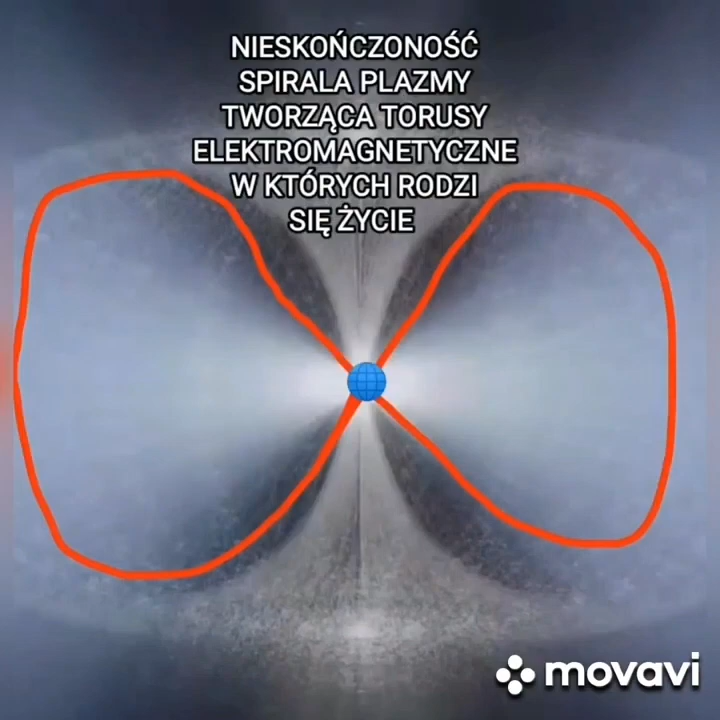 NIESKOŃCZONOŚĆ
SPIRALA PLAZMY
TWORZĄCA TORUSY
ELEKTROMAGNETYCZNE
W KTÓRYCH RODZI
SIĘ ŻYCIE
movavi